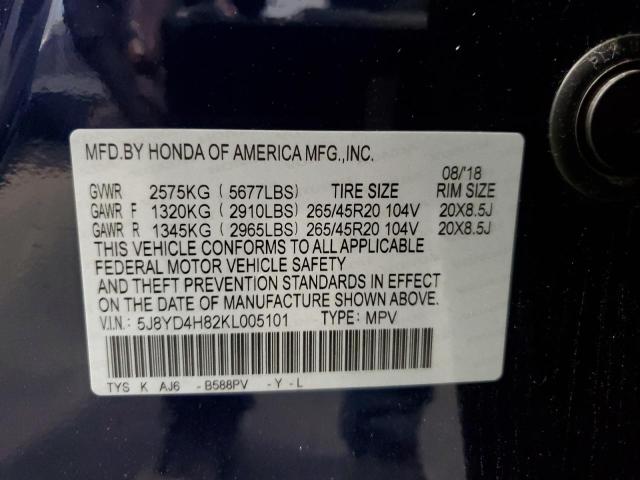 MFD.BY HONDA OF AMERICA MFG.,INC.
08/'18
GVWR 2575KG ( 5677LBS) TIRE SIZE RIM SIZE
GAWR F 1320KG ( 2910LBS) 265/45R20 104V 20X8.5J
GAWR R 1345KG ( 2965LBS) 265/45R20 104V 20X8.5J
THIS VEHICLE CONFORMS TO ALL APPLICABLE
FEDERAL MOTOR VEHICLE SAFETY
AND THEFT PREVENTION STANDARDS IN EFFECT
ON THE DATE OF MANUFACTURE SHOWN ABOVE.
V.I.N.: 5J8YD4H82KL005101 TYPE: MPV
TYS K AJ6 - B588PV - Y - L